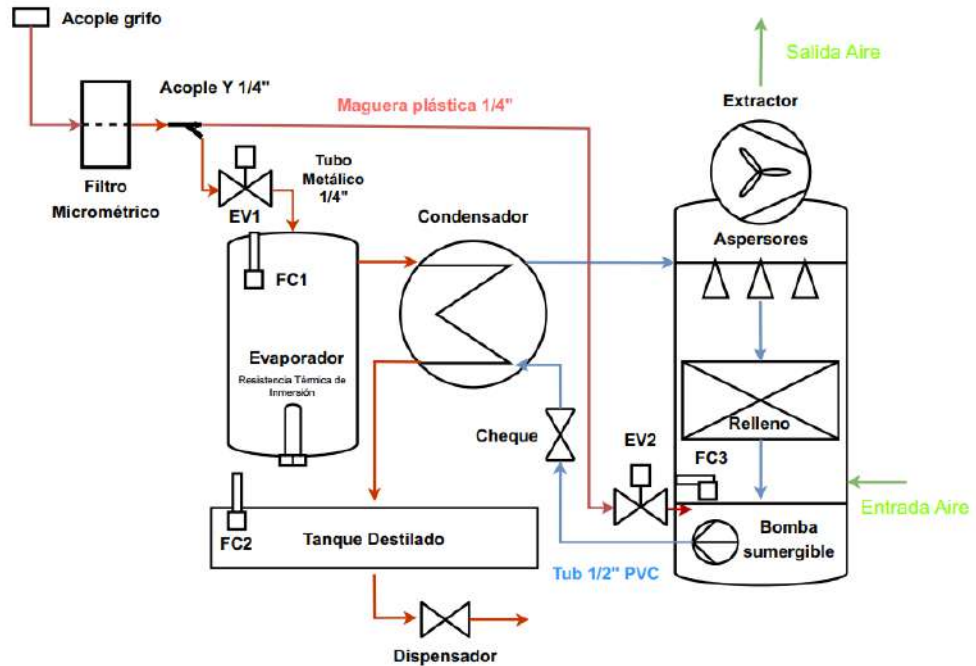 Acople grifo
Salida Aire
Extractor
Acople Y 1/4"
Maguera plástica 1/4"
Filtro
Micrométrico
EV1
Tubo
Metálico
1/4"
Condensador
Aspersores
FC1
Evaporador
Resistencia Térmica de
Inmersión
Relleno
Cheque
EV2
FC3
Entrada Aire
FC2
Tanque Destilado
Bomba
sumergible
Tub 1/2" PVC
Dispensador